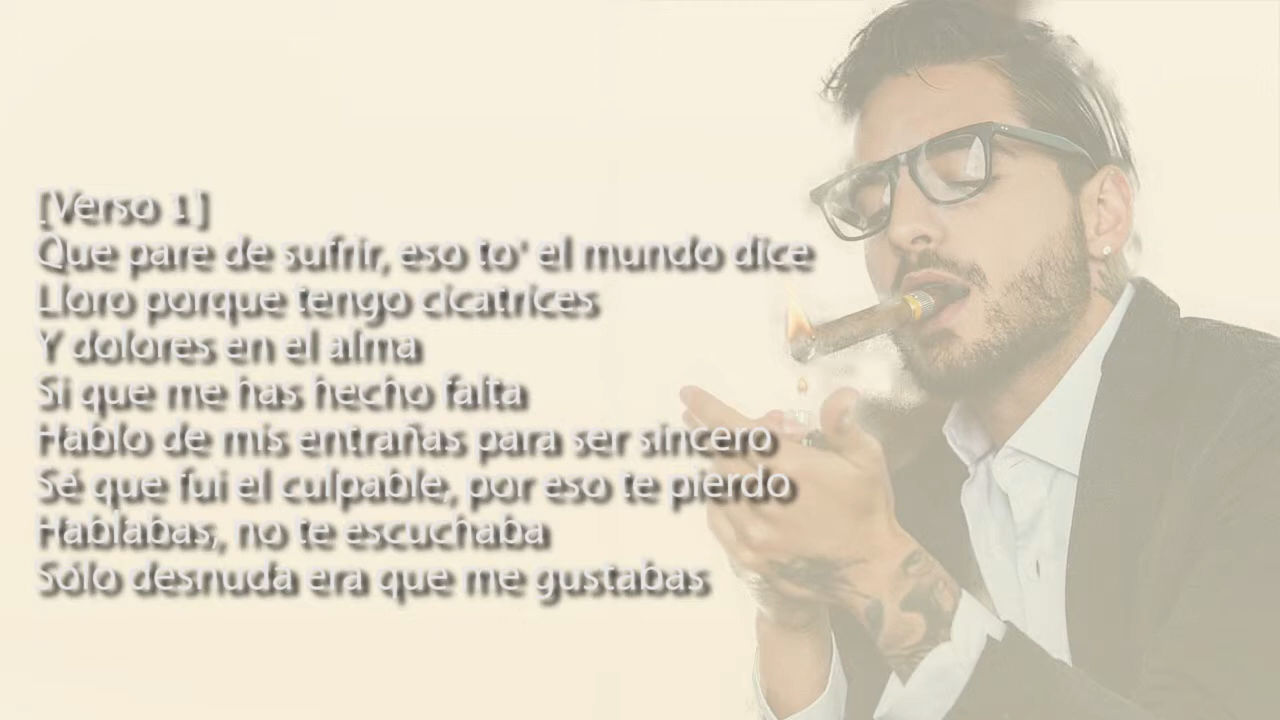 [Verso 1]
Que pare de sufrir, eso to' el mundo dice
Lloro porque tengo cicatrices
Y dolores en el alma
Si que me has hecho falta
Hablo de mis entrañas para ser sincero
Sé que fui el culpable, por eso te pierdo
Hablabas, no te escuchaba
Sólo desnuda era que me gustabas